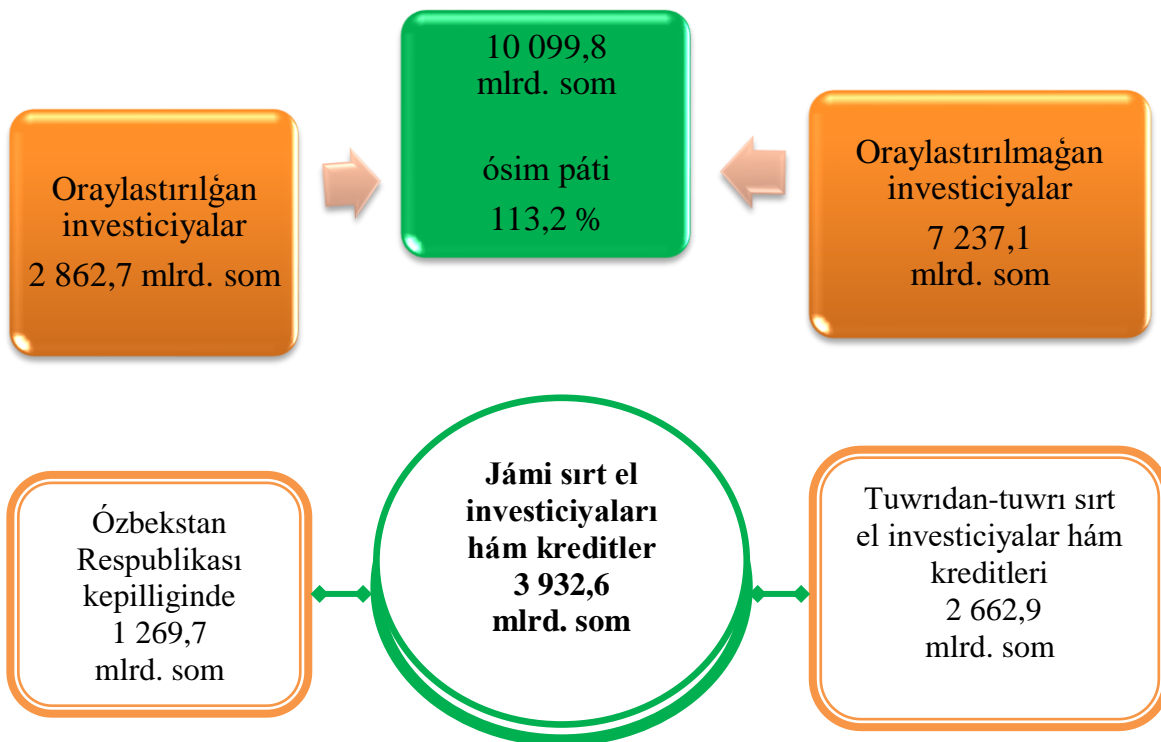 Oraylastırılģan
investiciyalar
2 862,7 mlrd. som
10 099,8
mlrd. som
ósim páti
113,2 %
Oraylastırılmaģan
investiciyalar
7 237,1
mlrd. som
Ózbekstan
Respublikası
kepilliginde
1 269,7
mlrd. som
Jámi sırt el
investiciyaları
hám kreditler
3 932,6
mlrd. som
Tuwrıdan-tuwrı sırt
el investiciyalar hám
kreditleri
2 662,9
mlrd. som